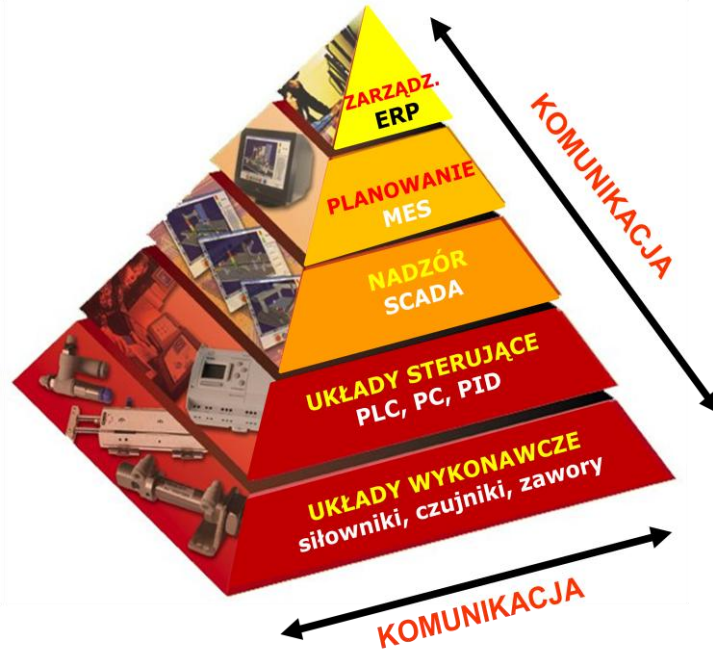 ZARZĄDZ.
ERP
PLANOWANIE
MES
NADZÓR
SCADA
UKŁADY STERUJĄCE
PLC, PC, PID
UKŁADY WYKONAWCZE
siłowniki, czujniki, zawory
KOMUNIKACJA
KOMUNIKACJA